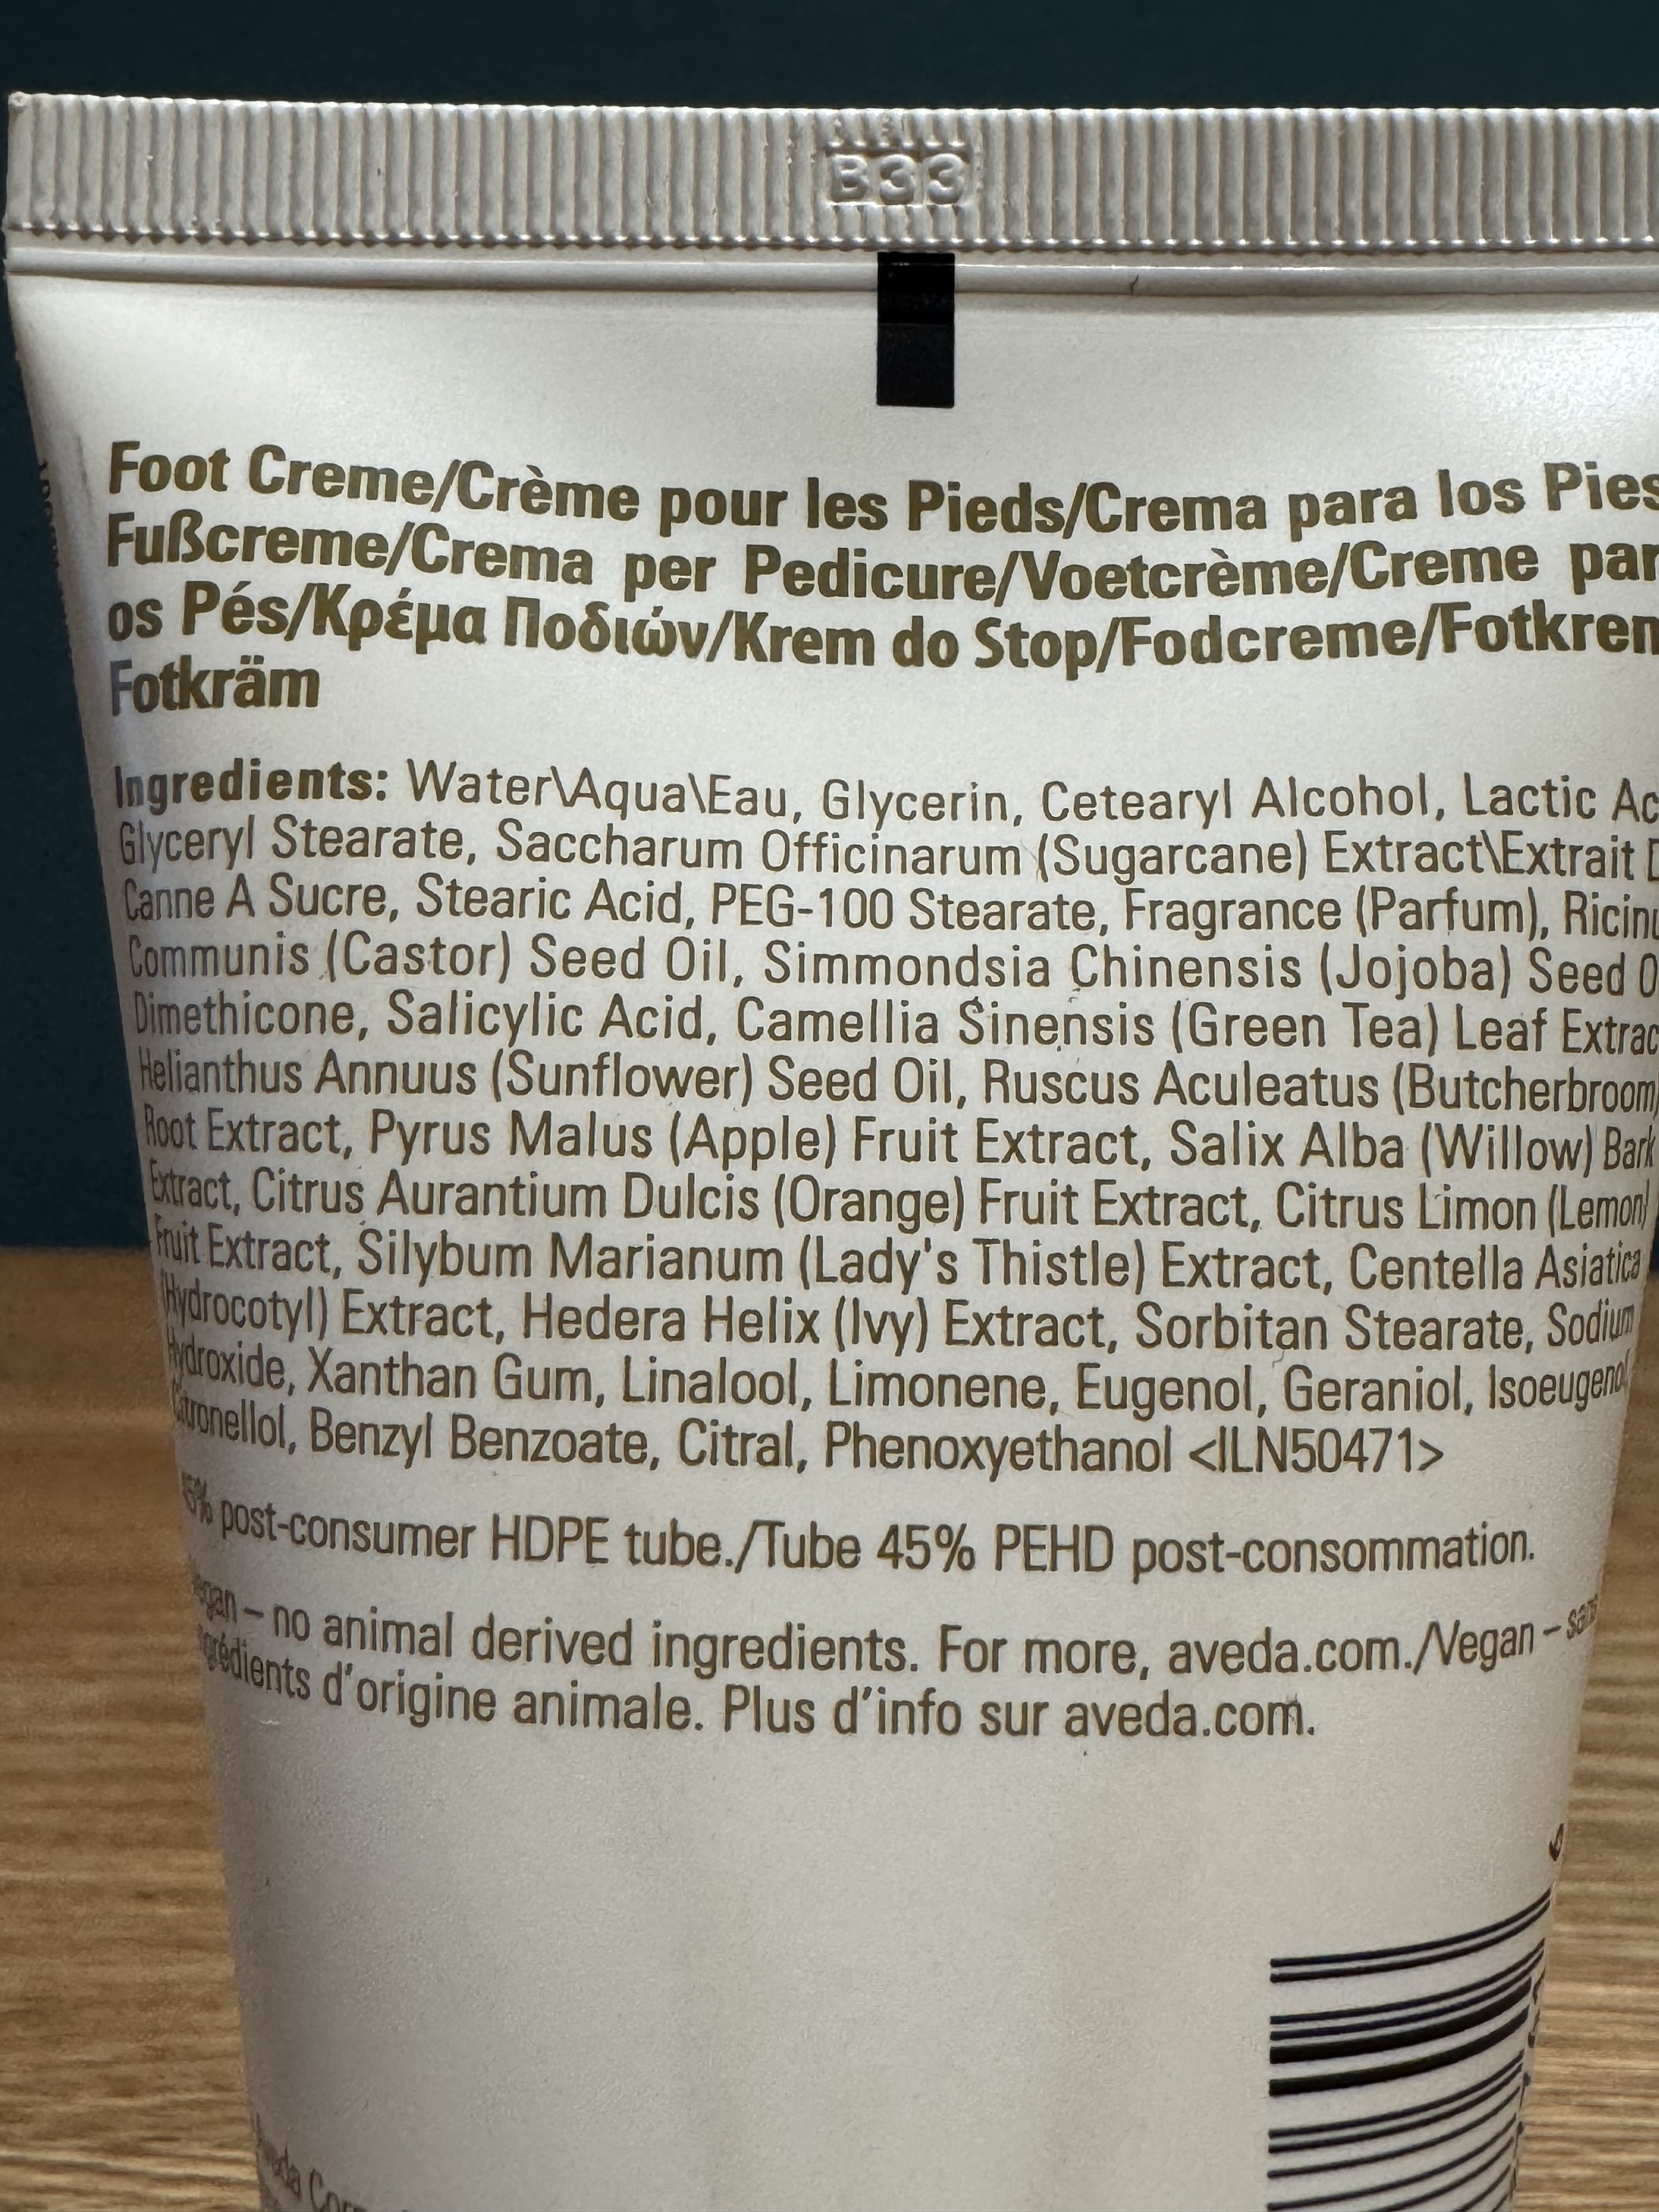 B33
Foot Creme/Crème pour les Pieds/Crema para los Pies
Fußcreme/Crema per Pedicure/Voetcrème/Creme par
os Pés/Κρέμα Ποδιών/Krem do Stop/Fodcreme/Fotkrem
Fotkräm
Ingredients: Water\Aqua\Eau, Glycerin, Cetearyl Alcohol, Lactic Ac
Glyceryl Stearate, Saccharum Officinarum (Sugarcane) Extract\Extrait D
Canne A Sucre, Stearic Acid, PEG-100 Stearate, Fragrance (Parfum), Ricinu
Communis (Castor) Seed Oil, Simmondsia Chinensis (Jojoba) Seed O
Dimethicone, Salicylic Acid, Camellia Sinensis (Green Tea) Leaf Extrac
Helianthus Annuus (Sunflower) Seed Oil, Ruscus Aculeatus (Butcherbroom)
Root Extract, Pyrus Malus (Apple) Fruit Extract, Salix Alba (Willow) Bark
Extract, Citrus Aurantium Dulcis (Orange) Fruit Extract, Citrus Limon (Lemon)
Fruit Extract, Silybum Marianum (Lady's Thistle) Extract, Centella Asiatica
(Hydrocotyl) Extract, Hedera Helix (Ivy) Extract, Sorbitan Stearate, Sodium
Hydroxide, Xanthan Gum, Linalool, Limonene, Eugenol, Geraniol, Isoeugenol,
Citronellol, Benzyl Benzoate, Citral, Phenoxyethanol <ILN50471>
45% post-consumer HDPE tube./Tube 45% PEHD post-consommation.
egan – no animal derived ingredients. For more, aveda.com./Vegan – sans
grédients d'origine animale. Plus d'info sur aveda.com.